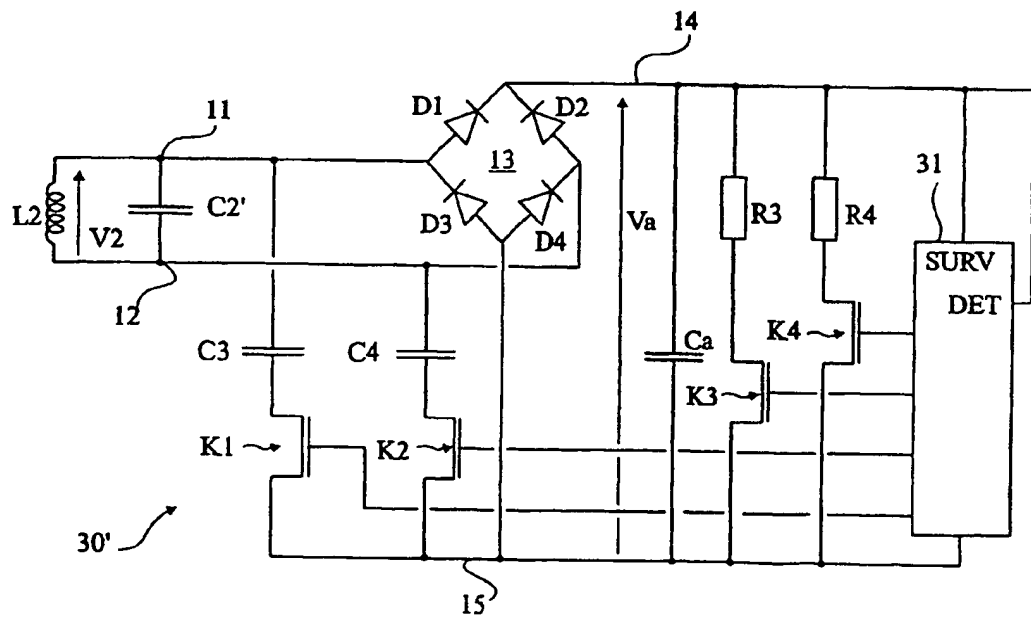 14
11
D1
D2
13
31
L2
V2
C2'
D3
D4
Va
R3
R4
SURV
DET
12
C3
C4
Ca
K4
K3
K1
K2
30'
15